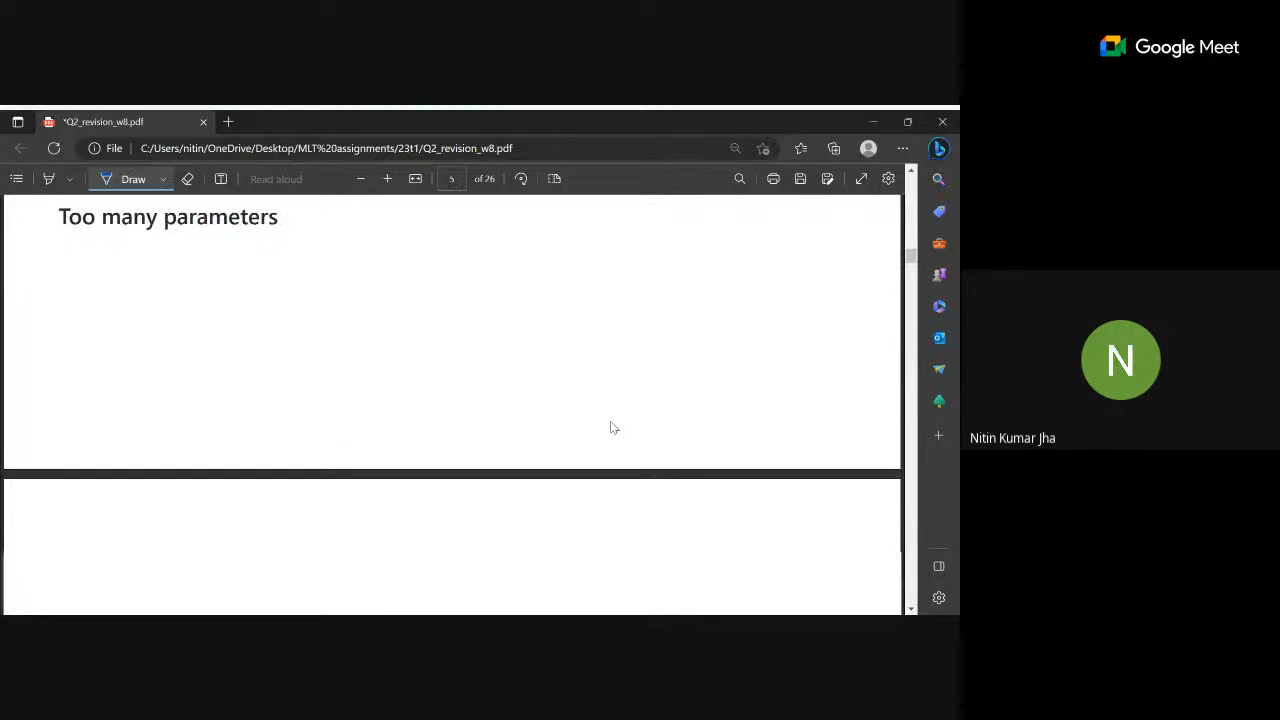 Google Meet
*Q2_revision_w8.pdf
File
C:/Users/nitin/OneDrive/Desktop/MLT%20assignments/23t1/Q2_revision_w8.pdf
Draw
Read aloud
5
of 26
Too many parameters
N
Nitin Kumar Jha